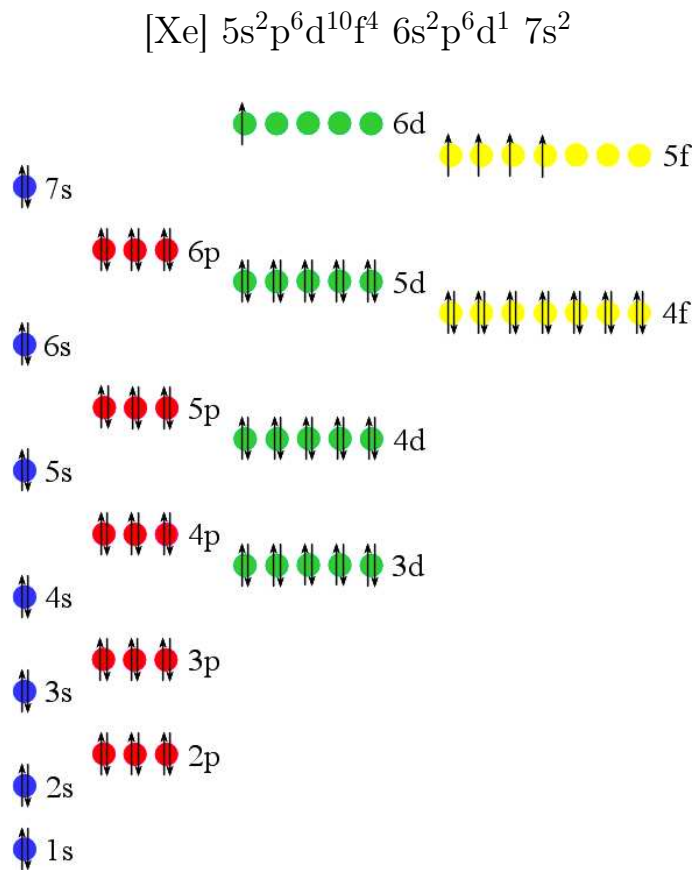 [Xe] 5s²p⁶d¹⁰f⁴ 6s²p⁶d¹ 7s²
6d
5f
7s
6p
5d
4f
6s
5p
4d
5s
4p
3d
4s
3p
3s
2p
2s
1s